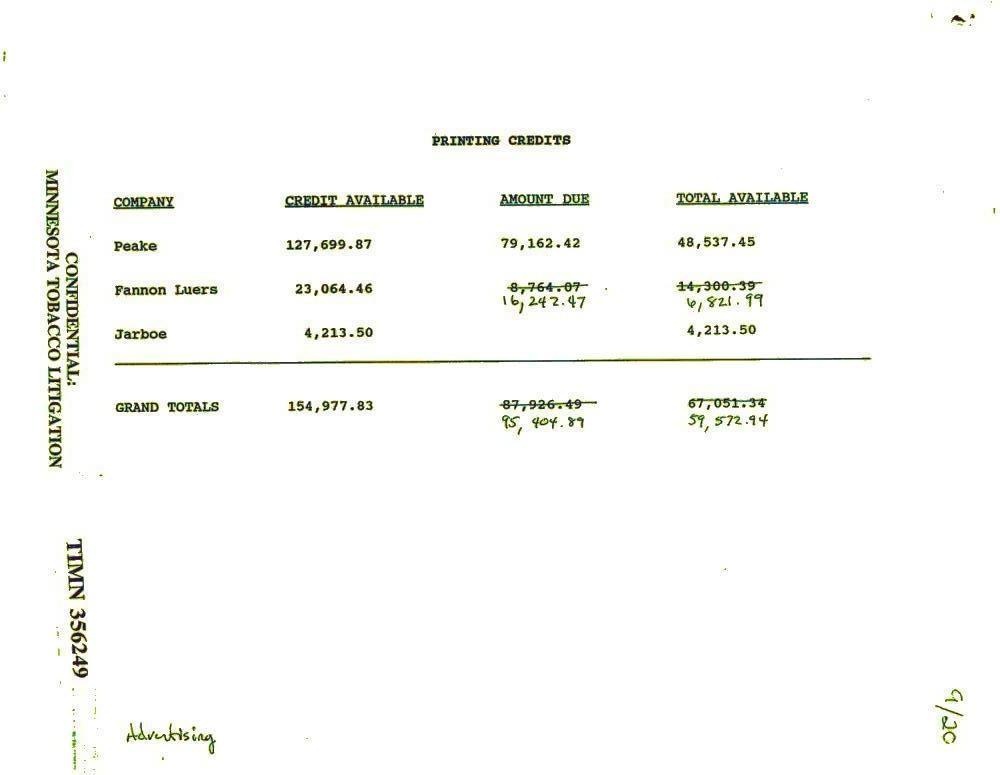 PRINTING CREDITS
COMPANY CREDIT AVAILABLE AMOUNT DUE TOTAL AVAILABLE
Peake 127,699.87 79,162.42 48,537.45
Fannon Luers 23,064.46 8,764.07 14,300.39
16,242.47 6,821.99
Jarboe 4,213.50 4,213.50
GRAND TOTALS 154,977.83 87,926.49 67,051.34
95,404.89 59,572.94
CONFIDENTIAL:
MINNESOTA TOBACCO LITIGATION
TIMN 356249
Advertising
9/20